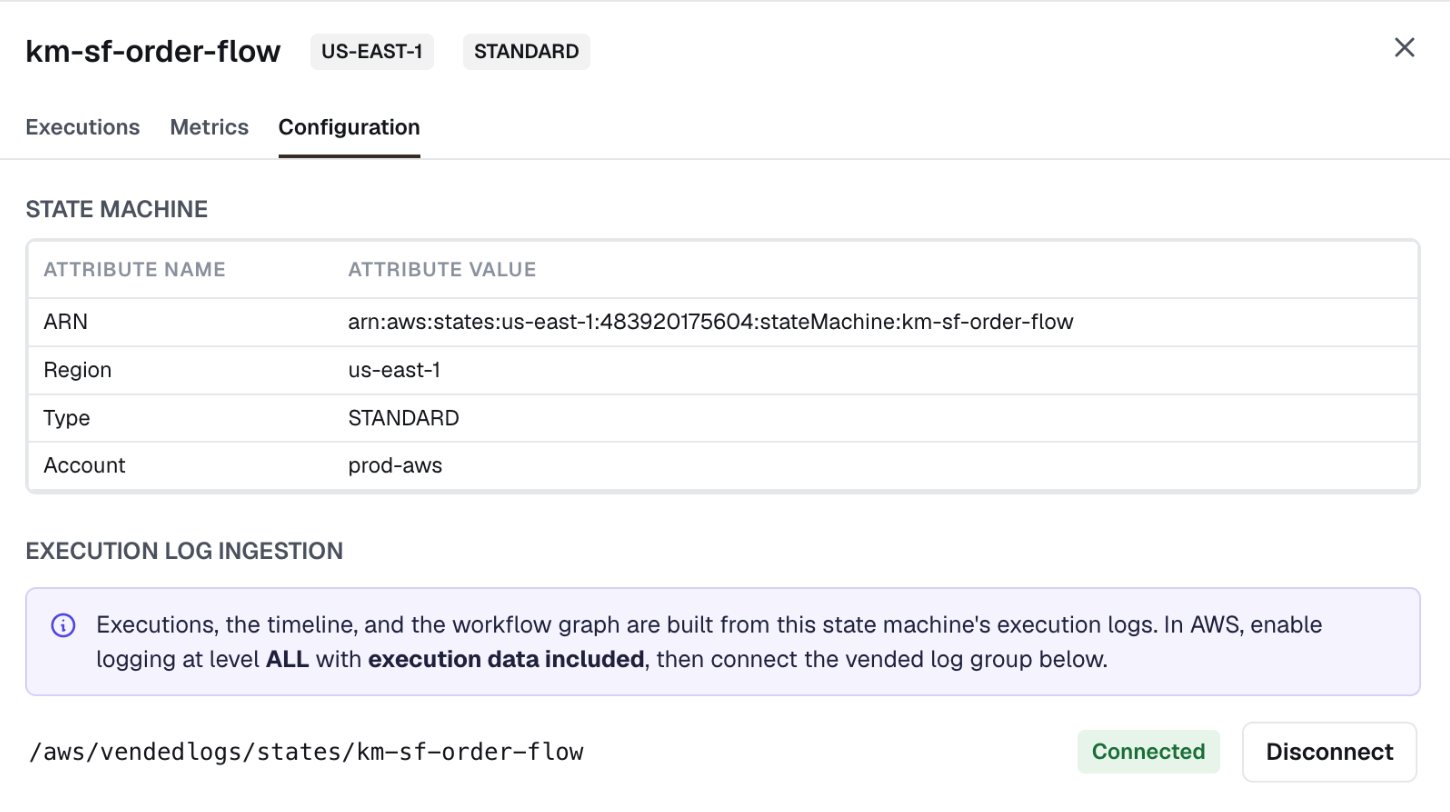 km-sf-order-flow US-EAST-1 STANDARD
Executions Metrics Configuration
STATE MACHINE
ATTRIBUTE NAME ATTRIBUTE VALUE
ARN arn:aws:states:us-east-1:483920175604:stateMachine:km-sf-order-flow
Region us-east-1
Type STANDARD
Account prod-aws
EXECUTION LOG INGESTION
Executions, the timeline, and the workflow graph are built from this state machine's execution logs. In AWS, enable
logging at level ALL with execution data included, then connect the vended log group below.
/aws/vendedlogs/states/km-sf-order-flow Connected Disconnect